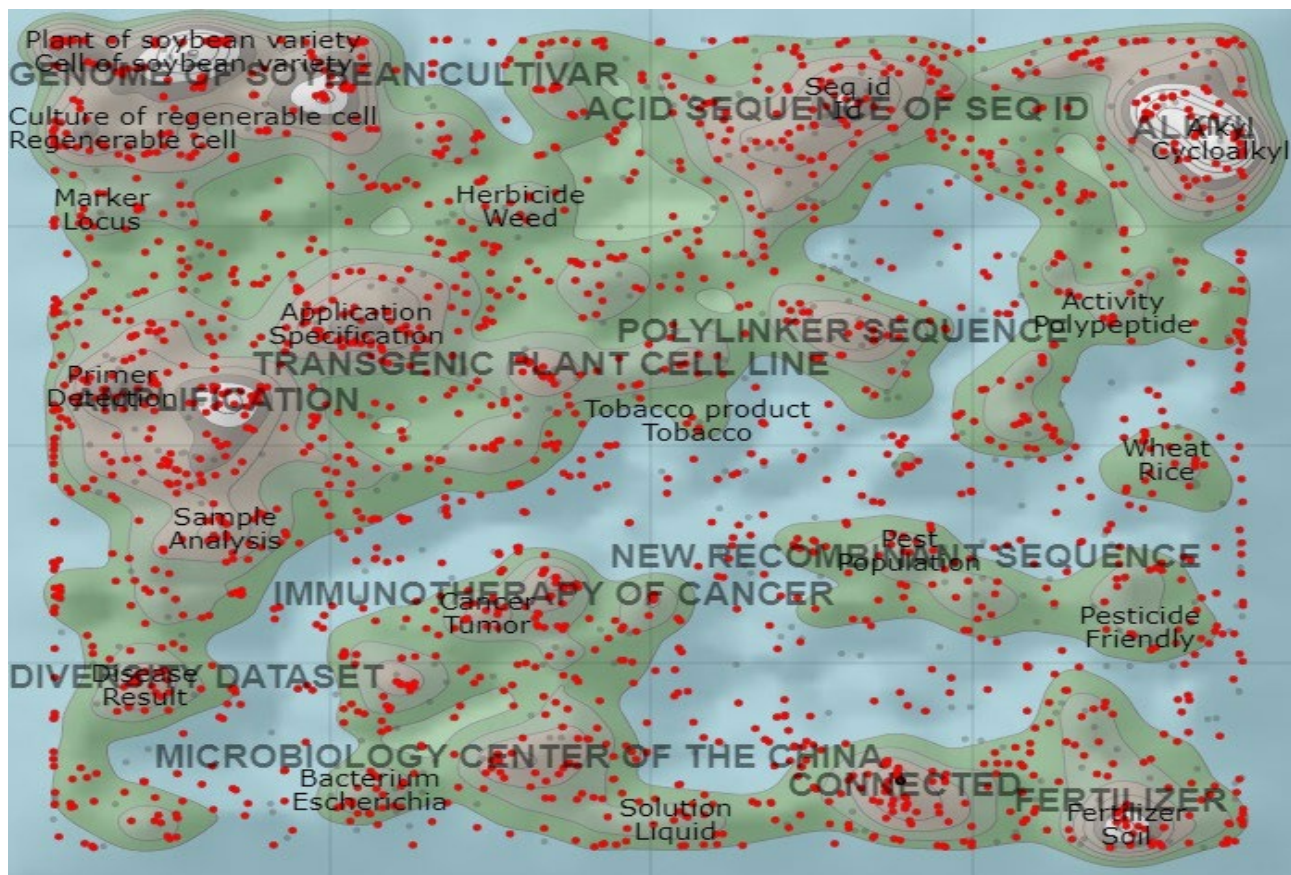 Plant of soybean variety
Cell of soybean variety
GENOME OF SOYBEAN CULTIVAR
Seq id
Id
ACID SEQUENCE OF SEQ ID
Culture of regenerable cell
Regenerable cell
Alkyl
Cycloalkyl
Marker
Locus
Herbicide
Weed
Application
Specification
Activity
Polypeptide
POLYLINKER SEQUENCE
TRANSGENIC PLANT CELL LINE
Primer
Detection
AMPLIFICATION
Tobacco product
Tobacco
Wheat
Rice
Sample
Analysis
Pest
Population
NEW RECOMBINANT SEQUENCE
IMMUNOTHERAPY OF CANCER
Cancer
Tumor
Pesticide
Friendly
DIVERSITY DATASET
Disease
Result
MICROBIOLOGY CENTER OF THE CHINA
Bacterium
Escherichia
CONNECTED
Solution
Liquid
FERTILIZER
Fertilizer
Soil